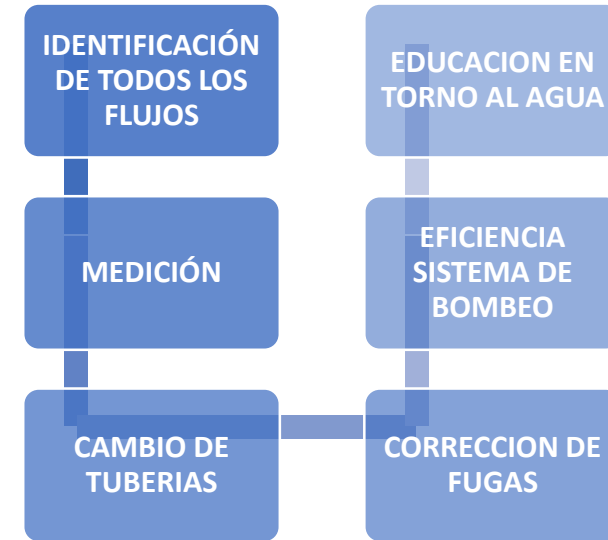 IDENTIFICACIÓN
DE TODOS LOS
FLUJOS
MEDICIÓN
CAMBIO DE
TUBERIAS
CORRECCION DE
FUGAS
EFICIENCIA
SISTEMA DE
BOMBEO
EDUCACION EN
TORNO AL AGUA